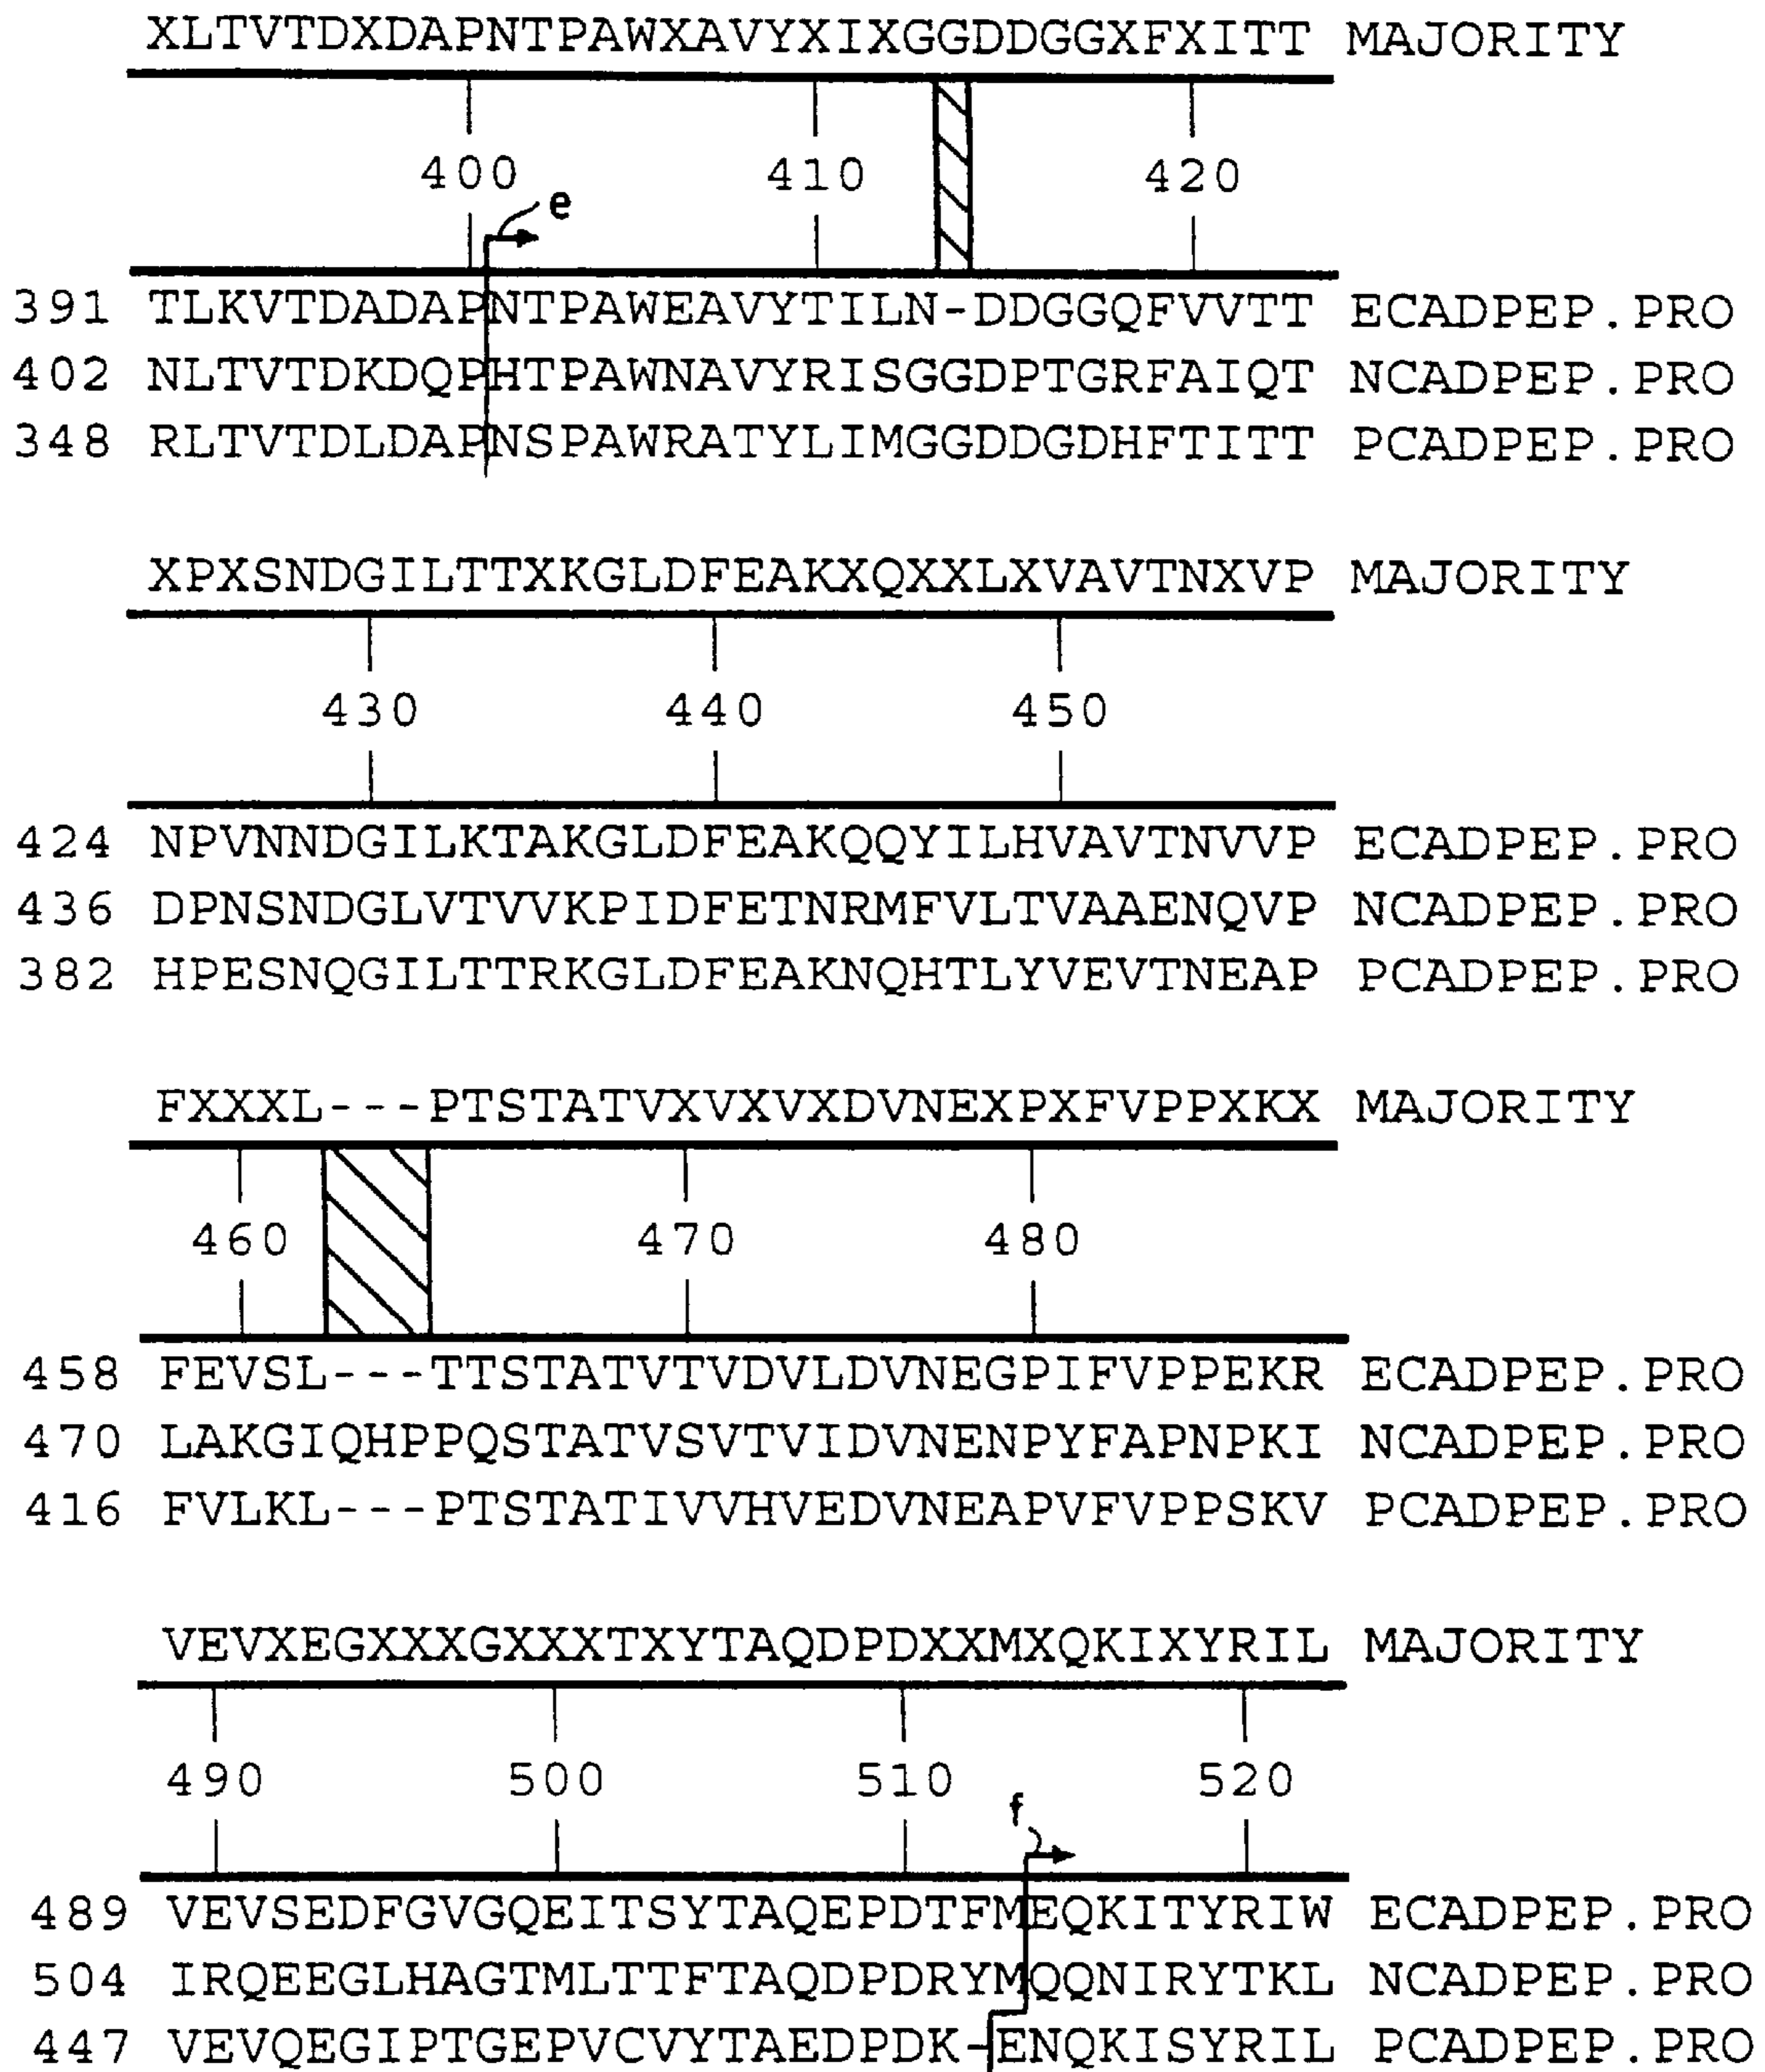 XLTVTDXDAPNTPAWXAVYXIXGGDDGGXFXITT MAJORITY
400 410 420
e
391 TLKVTDADAPNTPAWEAVYTILN-DDGGQFVVTT ECADPEP.PRO
402 NLTVTDKDQPHTPAWNAVYRISGGDPTGRFAIQT NCADPEP.PRO
348 RLTVTDLDAPNSPAWRATYLIMGGDDGDHFTITT PCADPEP.PRO
XPXSNDGILTTXKGLDFEAKXQXXLXVAVTNXVP MAJORITY
430 440 450
424 NPVNNDGILKTAKGLDFEAKQQYILHVAVTNVVP ECADPEP.PRO
436 DPNSNDGLVTVVKPIDFETNRMFVLTVAAENQVP NCADPEP.PRO
382 HPESNQGILTTRKGLDFEAKNQHTLYVEVTNEAP PCADPEP.PRO
FXXXL---PTSTATVXVXVXDVNEXPXFVPPXKX MAJORITY
460 470 480
458 FEVSL---TTSTATVTVDVLDVNEGPIFVPPEKR ECADPEP.PRO
470 LAKGIQHPPQSTATVSVTVIDVNENPYFAPNPKI NCADPEP.PRO
416 FVLKL---PTSTATIVVHVEDVNEAPVFVPPSKV PCADPEP.PRO
VEVXEGXXXGXXXTXYTAQDPDXXMXQKIXYRIL MAJORITY
490 500 510 520
f
489 VEVSEDFGVGQEITSYTAQEPDTFMEQKITYRIW ECADPEP.PRO
504 IRQEEGLHAGTMLTTFTAQDPDRYMQQNIRYTKL NCADPEP.PRO
447 VEVQEGIPTGEPVCVYTAEDPDK-ENQKISYRIL PCADPEP.PRO